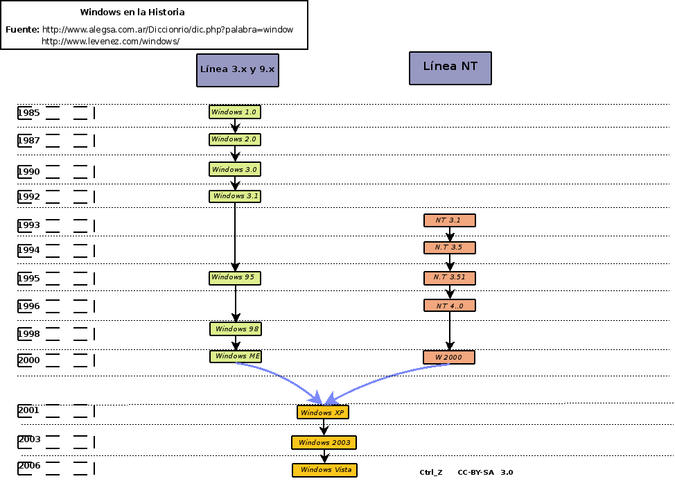 Windows en la Historia
Fuente: http://www.alegsa.com.ar/Diccionrio/dic.php?palabra=window
http://www.levenez.com/windows/
Línea 3.x y 9.x
Línea NT
1985
Windows 1.0
1987
Windows 2.0
1990
Windows 3.0
1992
Windows 3.1
1993
NT 3.1
1994
N.T 3.5
1995
Windows 95
N.T 3.51
1996
NT 4..0
1998
Windows 98
2000
Windows ME
W 2000
2001
Windows XP
2003
Windows 2003
2006
Windows Vista
Ctrl_Z CC-BY-SA 3.0